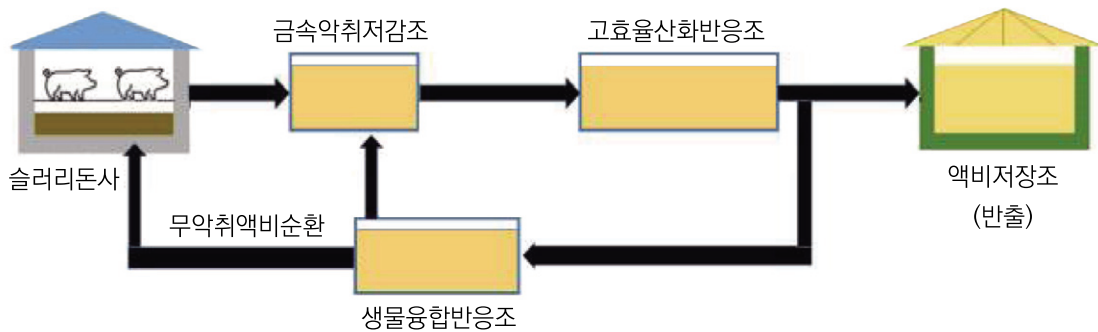 금속악취저감조
고효율산화반응조
슬러리돈사
액비저장조
(반출)
무악취액비순환
생물융합반응조